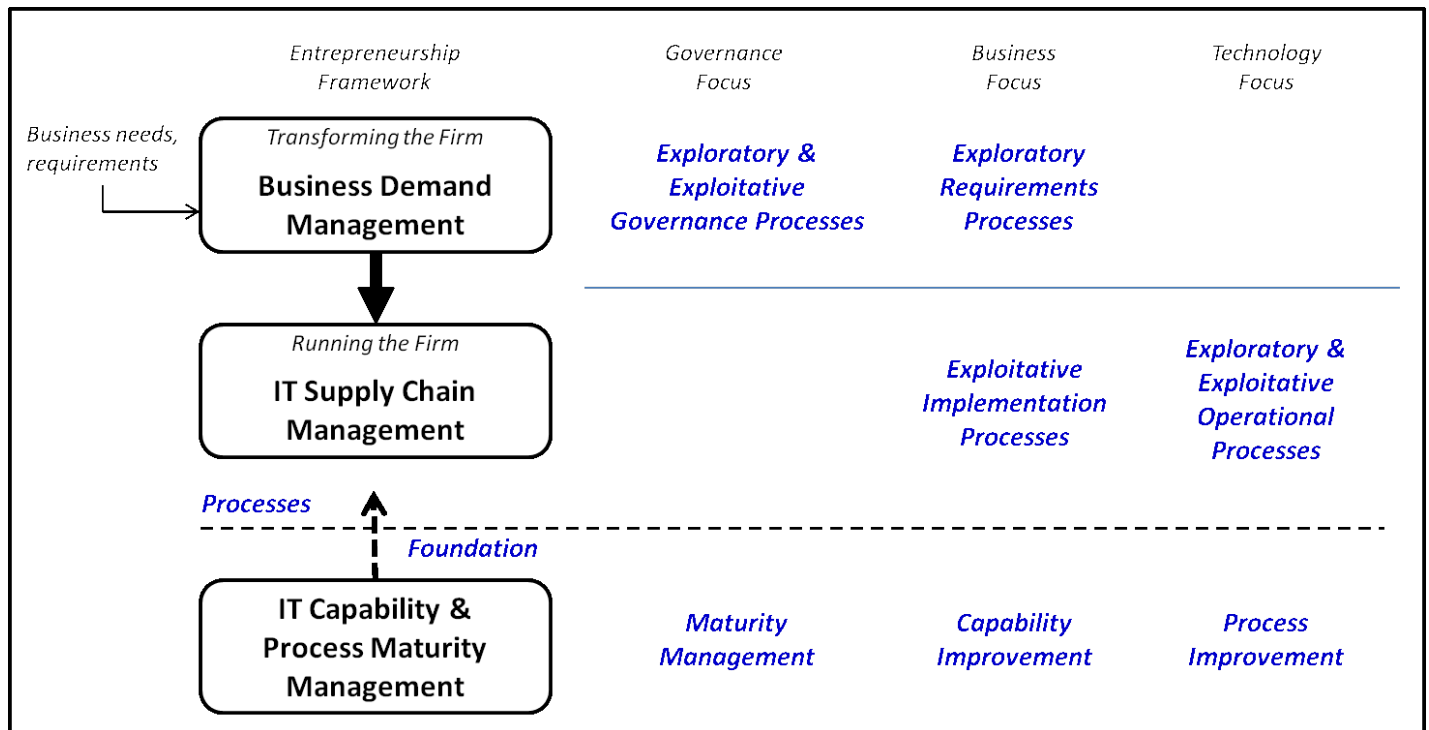 Entrepreneurship
Framework
Governance
Focus
Business
Focus
Technology
Focus
Business needs,
requirements
Transforming the Firm
Business Demand
Management
Exploratory &
Exploitative
Governance Processes
Exploratory
Requirements
Processes
Running the Firm
IT Supply Chain
Management
Exploitative
Implementation
Processes
Exploratory &
Exploitative
Operational
Processes
Processes
Foundation
IT Capability &
Process Maturity
Management
Maturity
Management
Capability
Improvement
Process
Improvement